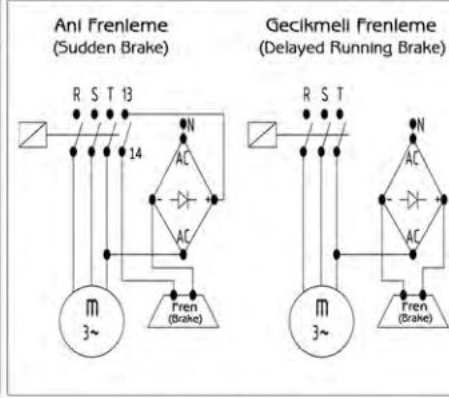 Ani Frenleme
(Sudden Brake)
R S T 13
14
N
AC
- +
AC
m
3~
Fren
(Brake)
Gecikmeli Frenleme
(Delayed Running Brake)
R S T
N
AC
- +
AC
m
3~
Fren
(Brake)